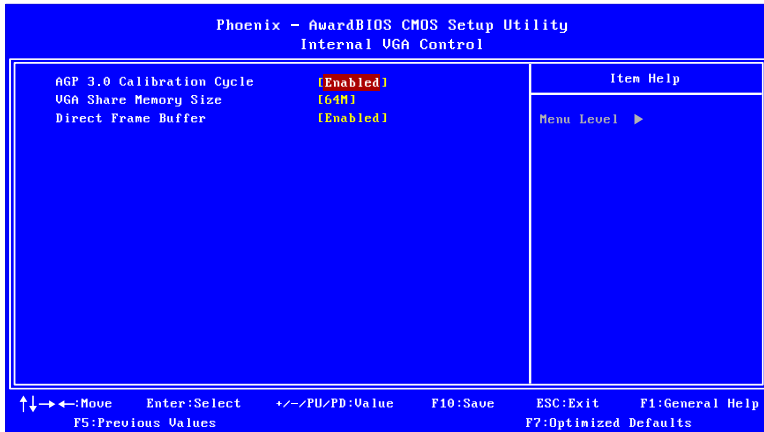 Phoenix – AwardBIOS CMOS Setup Utility
Internal VGA Control
AGP 3.0 Calibration Cycle [Enabled]
VGA Share Memory Size [64M]
Direct Frame Buffer [Enabled]
Item Help
Menu Level ▶
↑↓→←:Move Enter:Select +/-/PU/PD:Value F10:Save ESC:Exit F1:General Help
F5:Previous Values F7:Optimized Defaults